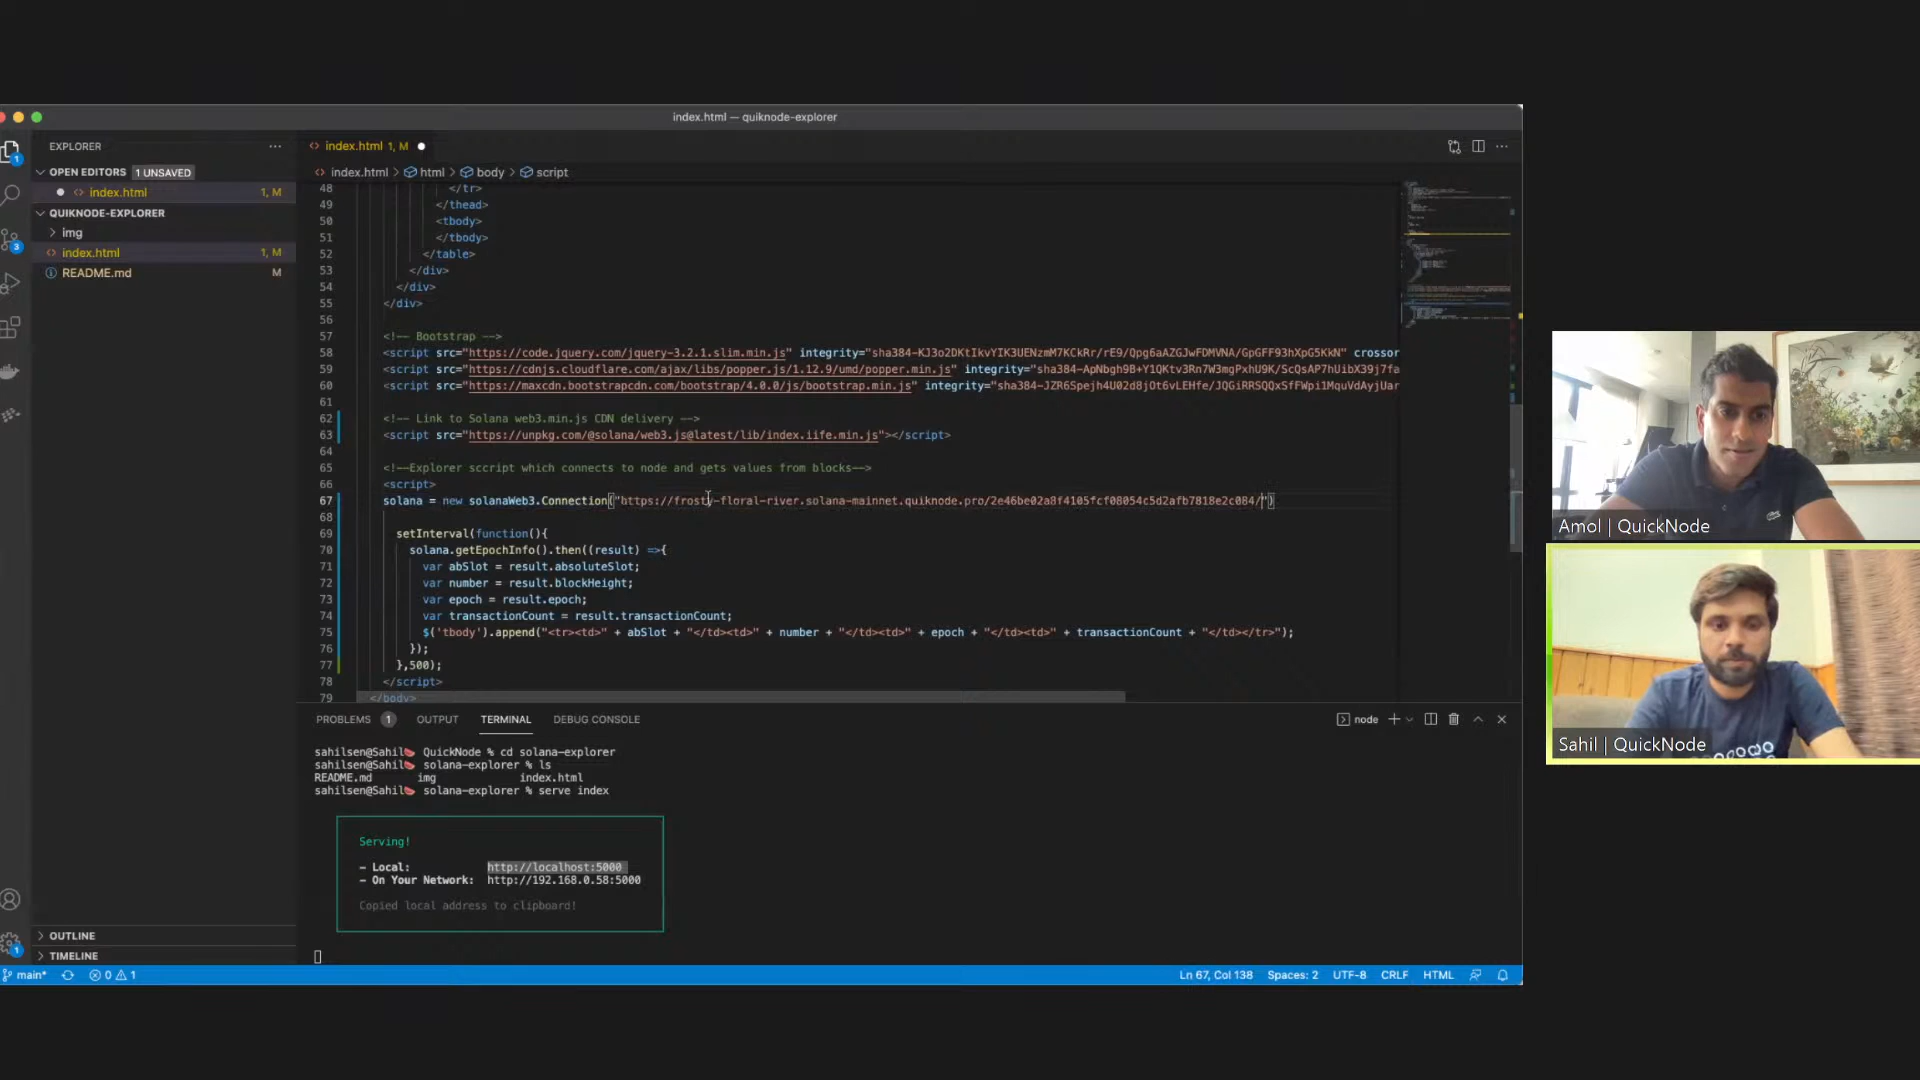 index.html — quiknode-explorer
EXPLORER
OPEN EDITORS 1 UNSAVED
index.html 1, M
QUIKNODE-EXPLORER
img
index.html 1, M
README.md M
OUTLINE
TIMELINE
index.html 1, M
index.html > html > body > script
48 </tr>
49 </thead>
50 <tbody>
51 </tbody>
52 </table>
53 </div>
54 </div>
55 </div>
56
57 <!-- Bootstrap -->
58 <script src="https://code.jquery.com/jquery-3.2.1.slim.min.js" integrity="sha384-KJ3o2DKtIkvYIK3UENzmM7KCkRr/rE9/Qpg6aAZGJwFDMVNA/GpGFF93hXpG5KkN" crossor
59 <script src="https://cdnjs.cloudflare.com/ajax/libs/popper.js/1.12.9/umd/popper.min.js" integrity="sha384-ApNbgh9B+Y1QKtv3Rn7W3mgPxhU9K/ScQsAP7hUibX39j7fa
60 <script src="https://maxcdn.bootstrapcdn.com/bootstrap/4.0.0/js/bootstrap.min.js" integrity="sha384-JZR6Spejh4U02d8jOt6vLEHfe/JQGiRRSQQxSfFWpi1MquVdAyjUar
61
62 <!-- Link to Solana web3.min.js CDN delivery -->
63 <script src="https://unpkg.com/@solana/web3.js@latest/lib/index.iife.min.js"></script>
64
65 <!--Explorer sccript which connects to node and gets values from blocks-->
66 <script>
67 solana = new solanaWeb3.Connection("https://frosty-floral-river.solana-mainnet.quiknode.pro/2e46be02a8f4105fcf08054c5d2afb7818e2c084/")
68
69 setInterval(function(){
70 solana.getEpochInfo().then((result) =>{
71 var abSlot = result.absoluteSlot;
72 var number = result.blockHeight;
73 var epoch = result.epoch;
74 var transactionCount = result.transactionCount;
75 $('tbody').append("<tr><td>" + abSlot + "</td><td>" + number + "</td><td>" + epoch + "</td><td>" + transactionCount + "</td></tr>");
76 });
77 },500);
78 </script>
79 </body>
PROBLEMS 1 OUTPUT TERMINAL DEBUG CONSOLE node
sahilsen@Sahil QuickNode % cd solana-explorer
sahilsen@Sahil solana-explorer % ls
README.md img index.html
sahilsen@Sahil solana-explorer % serve index
Serving!
- Local: http://localhost:5000
- On Your Network: http://192.168.0.58:5000
Copied local address to clipboard!
main* 0 1 Ln 67, Col 138 Spaces: 2 UTF-8 CRLF HTML
Amol | QuickNode
Sahil | QuickNode